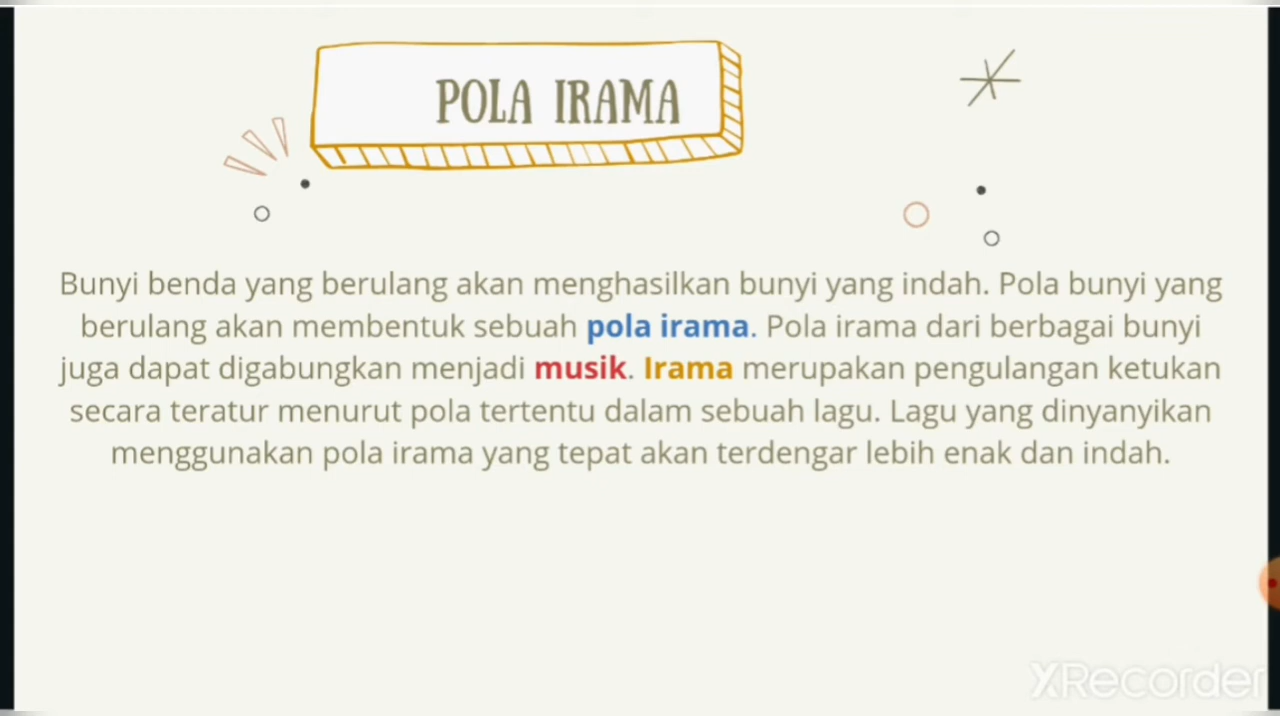 POLA IRAMA
Bunyi benda yang berulang akan menghasilkan bunyi yang indah. Pola bunyi yang
berulang akan membentuk sebuah pola irama. Pola irama dari berbagai bunyi
juga dapat digabungkan menjadi musik. Irama merupakan pengulangan ketukan
secara teratur menurut pola tertentu dalam sebuah lagu. Lagu yang dinyanyikan
menggunakan pola irama yang tepat akan terdengar lebih enak dan indah.
XRecorder